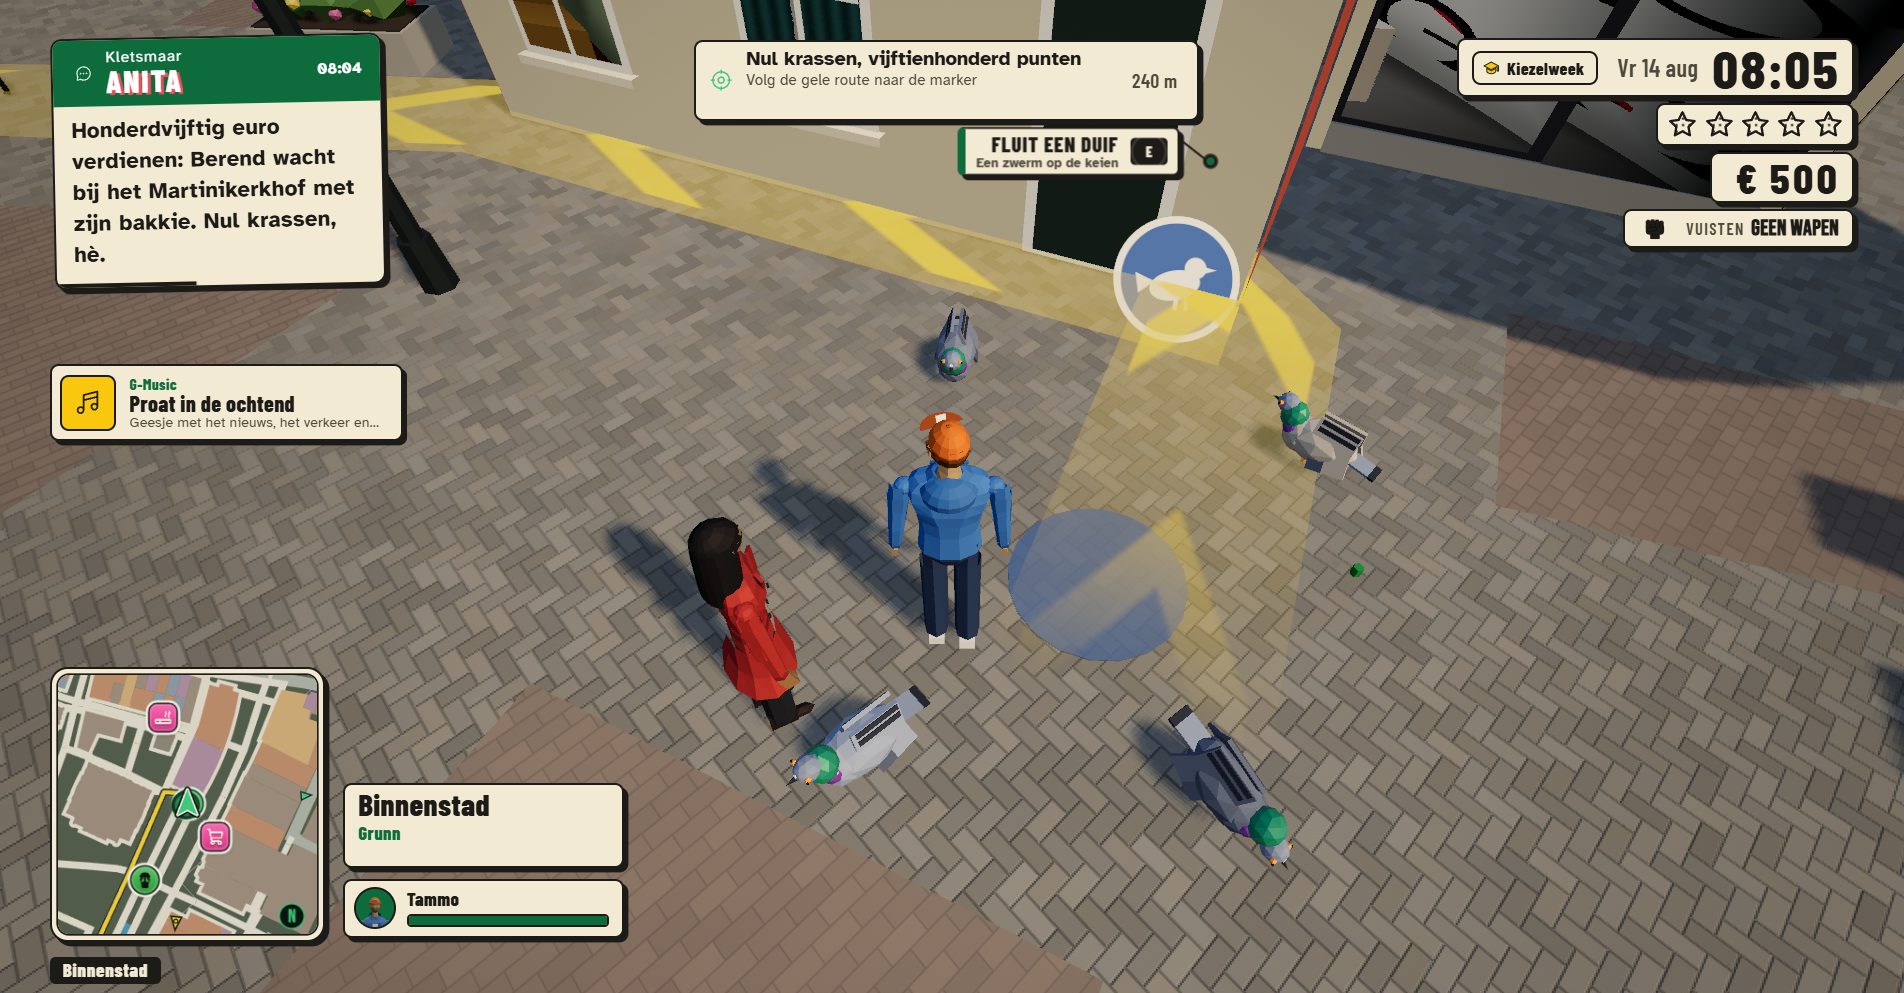 Kletsmaar
ANITA
08:04
Honderdvijftig euro
verdienen: Berend wacht
bij het Martinikerkhof met
zijn bakkie. Nul krassen,
hè.
Nul krassen, vijftienhonderd punten
Volg de gele route naar de marker
240 m
FLUIT EEN DUIF
Een zwerm op de keien
E
Kiezelweek
Vr 14 aug
08:05
€ 500
VUISTEN GEEN WAPEN
G-Music
Proat in de ochtend
Geesje met het nieuws, het verkeer en...
N
Binnenstad
Grunn
Tammo
Binnenstad